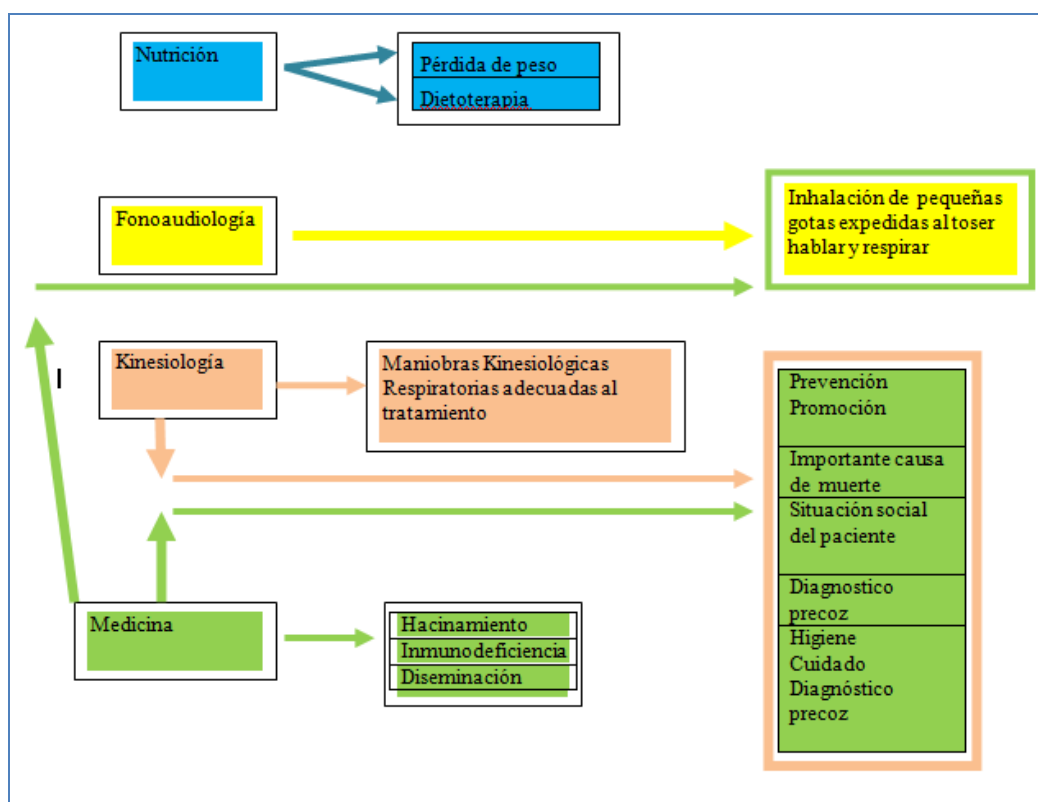 Nutrición
Pérdida de peso
Dietoterapia
Fonoaudiología
Inhalación de pequeñas
gotas expedidas al toser
hablar y respirar
Kinesiología
Maniobras Kinesiológicas
Respiratorias adecuadas al
tratamiento
Prevención
Promoción
Importante causa
de muerte
Situación social
del paciente
Diagnostico
precoz
Higiene
Cuidado
Diagnóstico
precoz
Medicina
Hacinamiento
Inmunodeficiencia
Diseminación